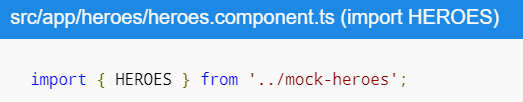 src/app/heroes/heroes.component.ts (import HEROES)
import { HEROES } from '../mock-heroes';